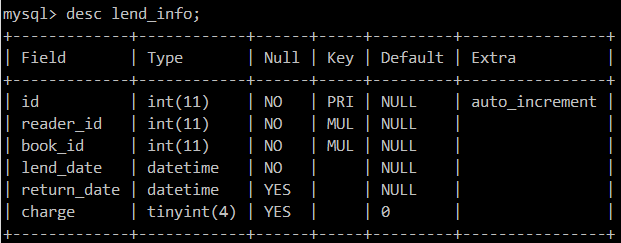 mysql> desc lend_info;
+-------------+------------+------+-----+---------+----------------+
| Field       | Type       | Null | Key | Default | Extra          |
+-------------+------------+------+-----+---------+----------------+
| id          | int(11)    | NO   | PRI | NULL    | auto_increment |
| reader_id   | int(11)    | NO   | MUL | NULL    |                |
| book_id     | int(11)    | NO   | MUL | NULL    |                |
| lend_date   | datetime   | NO   |     | NULL    |                |
| return_date | datetime   | YES  |     | NULL    |                |
| charge      | tinyint(4) | YES  |     | 0       |                |
+-------------+------------+------+-----+---------+----------------+